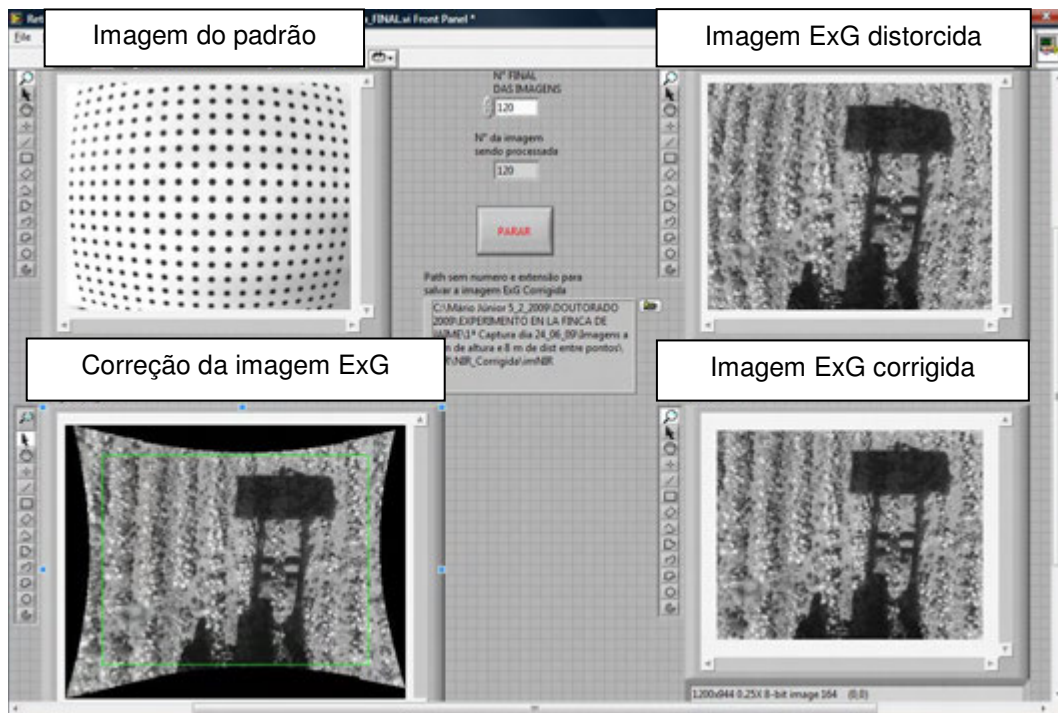 Ret
_FINAL.vi Front Panel *
File
Imagem do padrão
Imagem ExG distorcida
N° FINAL
DAS IMAGENS
120
N° da imagem
sendo processada
120
PARAR
Path sem numero e extensão para
salvar a imagem ExG Corrigida
C:\Mário Júnior 5_2_2009\DOUTORADO
2009\EXPERIMENTO EN LA FINCA DE
JAIME\1ª Captura dia 24_06_09\Imagens a
m de altura e 8 m de dist entre pontos\
\NIR_Corrigida\imNIR
Correção da imagem ExG
Imagem ExG corrigida
1200x944 0.25X 8-bit image 164 (0,0)